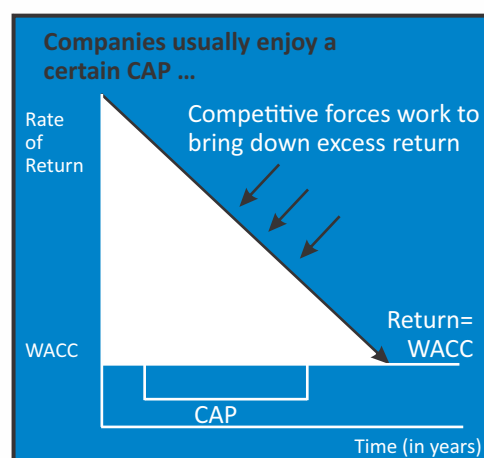 Companies usually enjoy a
certain CAP ...
Rate
of
Return
Competitive forces work to
bring down excess return
Return=
WACC
WACC
CAP
Time (in years)